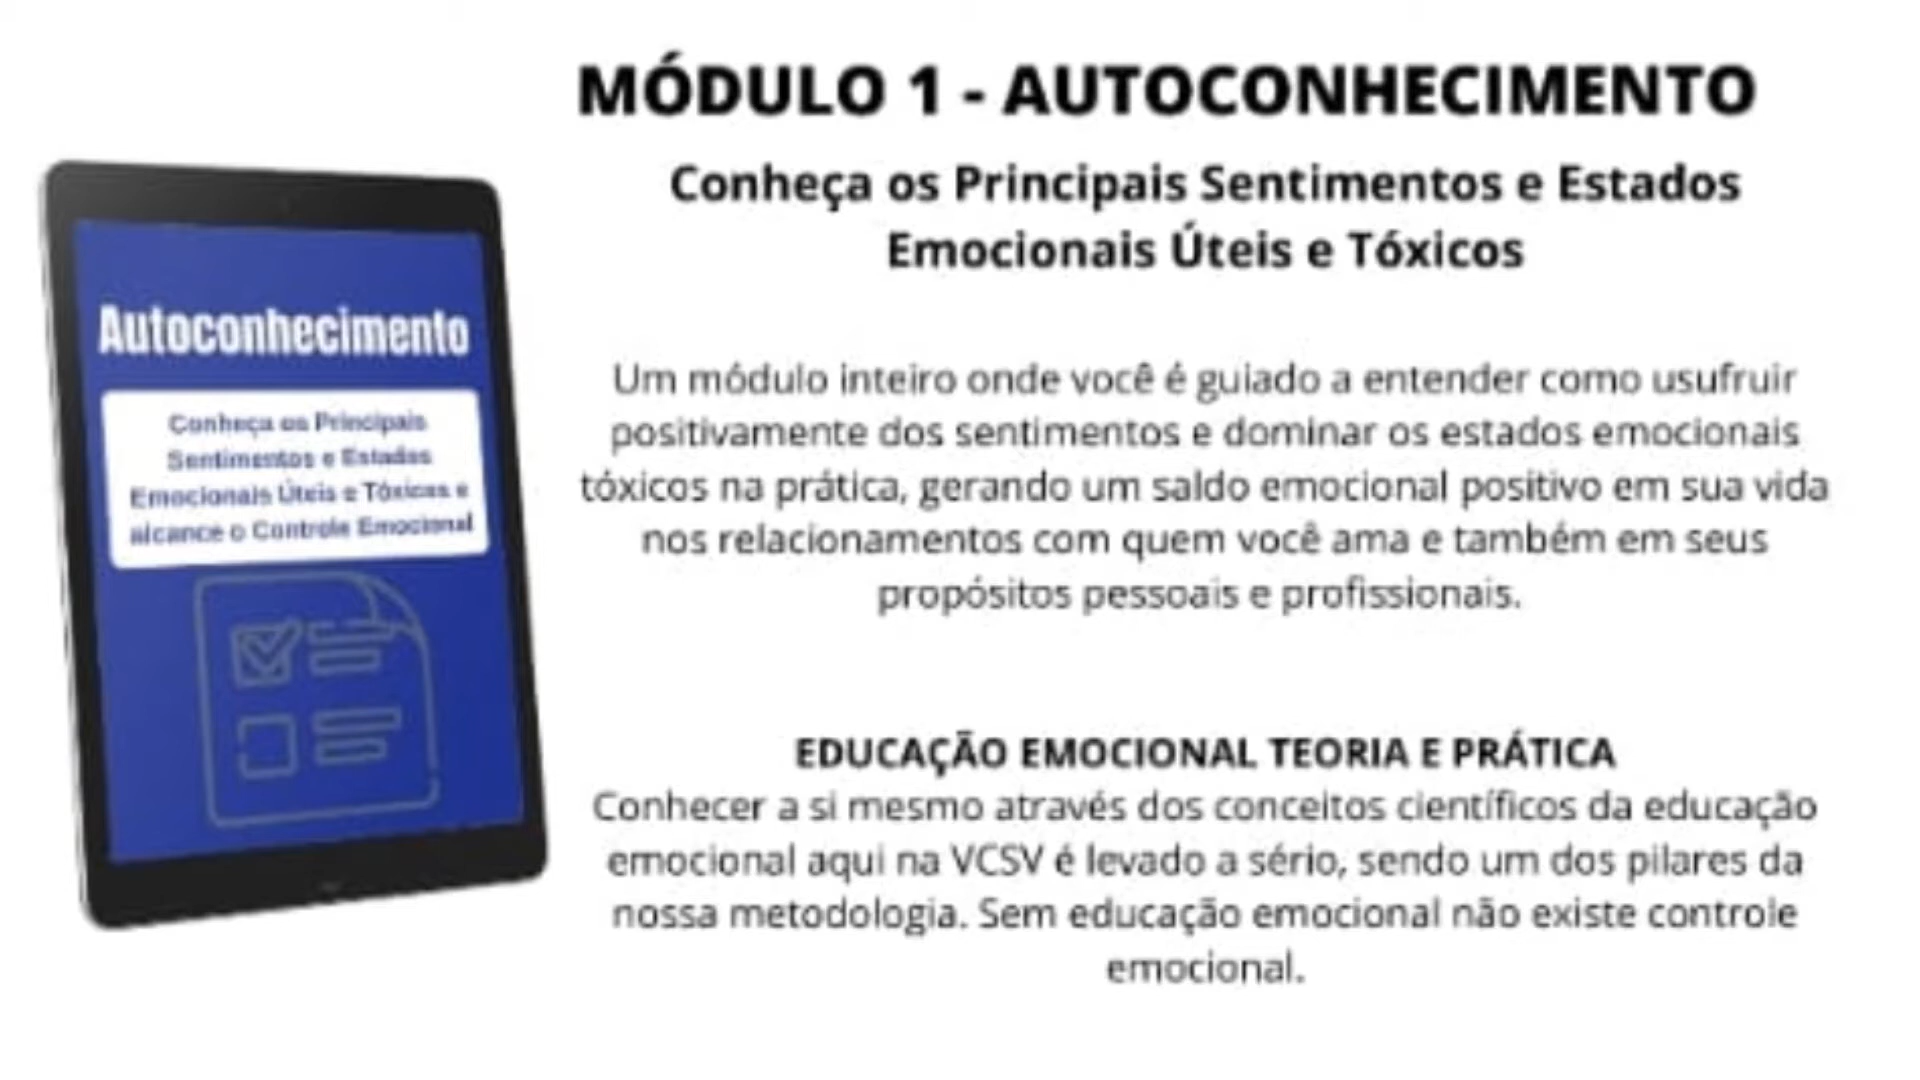 MÓDULO 1 - AUTOCONHECIMENTO
Conheça os Principais Sentimentos e Estados
Emocionais Úteis e Tóxicos
Um módulo inteiro onde você é guiado a entender como usufruir
positivamente dos sentimentos e dominar os estados emocionais
tóxicos na prática, gerando um saldo emocional positivo em sua vida
nos relacionamentos com quem você ama e também em seus
propósitos pessoais e profissionais.
EDUCAÇÃO EMOCIONAL TEORIA E PRÁTICA
Conhecer a si mesmo através dos conceitos científicos da educação
emocional aqui na VCSV é levado a sério, sendo um dos pilares da
nossa metodologia. Sem educação emocional não existe controle
emocional.
Autoconhecimento
Conheça os Principais
Sentimentos e Estados
Emocionais Úteis e Tóxicos e
alcance o Controle Emocional